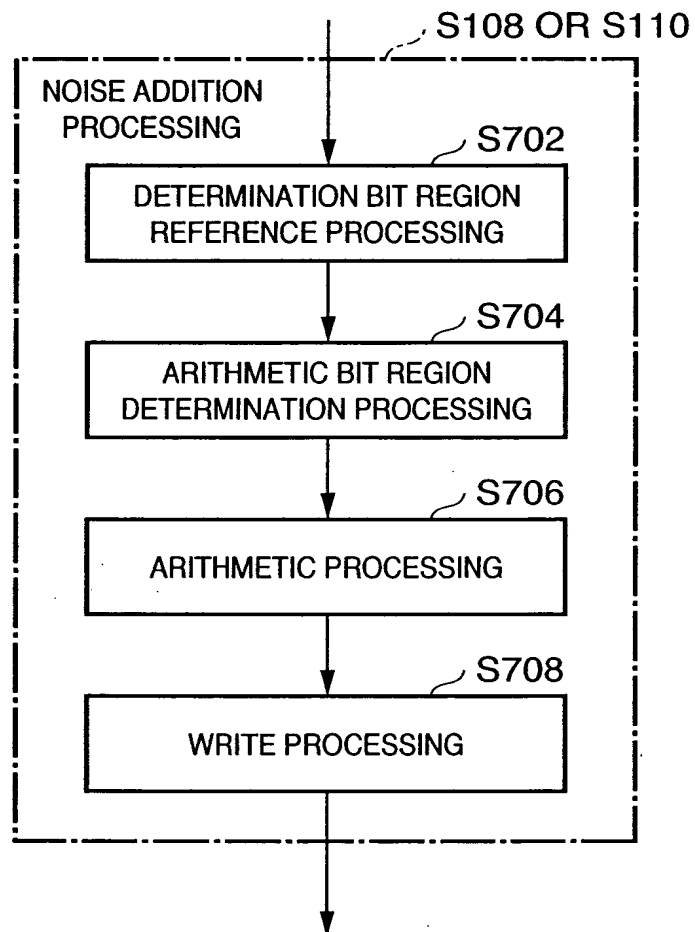 S108 OR S110
NOISE ADDITION
PROCESSING
S702
DETERMINATION BIT REGION
REFERENCE PROCESSING
S704
ARITHMETIC BIT REGION
DETERMINATION PROCESSING
S706
ARITHMETIC PROCESSING
S708
WRITE PROCESSING